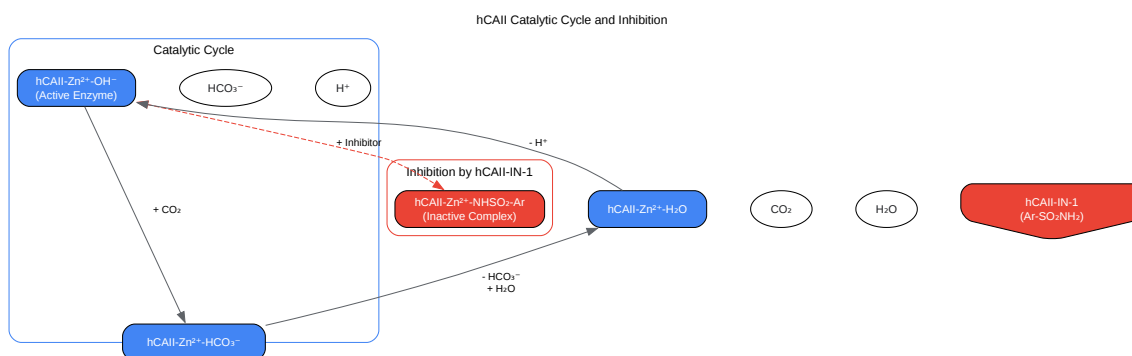 hCAII Catalytic Cycle and Inhibition
Catalytic Cycle
hCAII-Zn²⁺-OH⁻
(Active Enzyme)
HCO₃⁻
H⁺
+ Inhibitor
- H⁺
Inhibition by hCAII-IN-1
hCAII-Zn²⁺-NHSO₂-Ar
(Inactive Complex)
hCAII-Zn²⁺-H₂O
CO₂
H₂O
hCAII-IN-1
(Ar-SO₂NH₂)
+ CO₂
- HCO₃⁻
+ H₂O
hCAII-Zn²⁺-HCO₃⁻